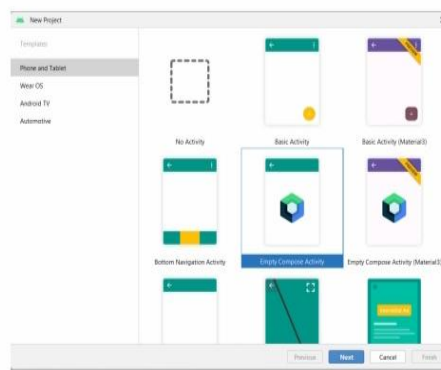 New Project
Templates
Phone and Tablet
Wear OS
Android TV
Automotive
No Activity
Basic Activity
Basic Activity (Material3)
Bottom Navigation Activity
Empty Compose Activity
Empty Compose Activity (Material3)
Previous
Next
Cancel
Finish